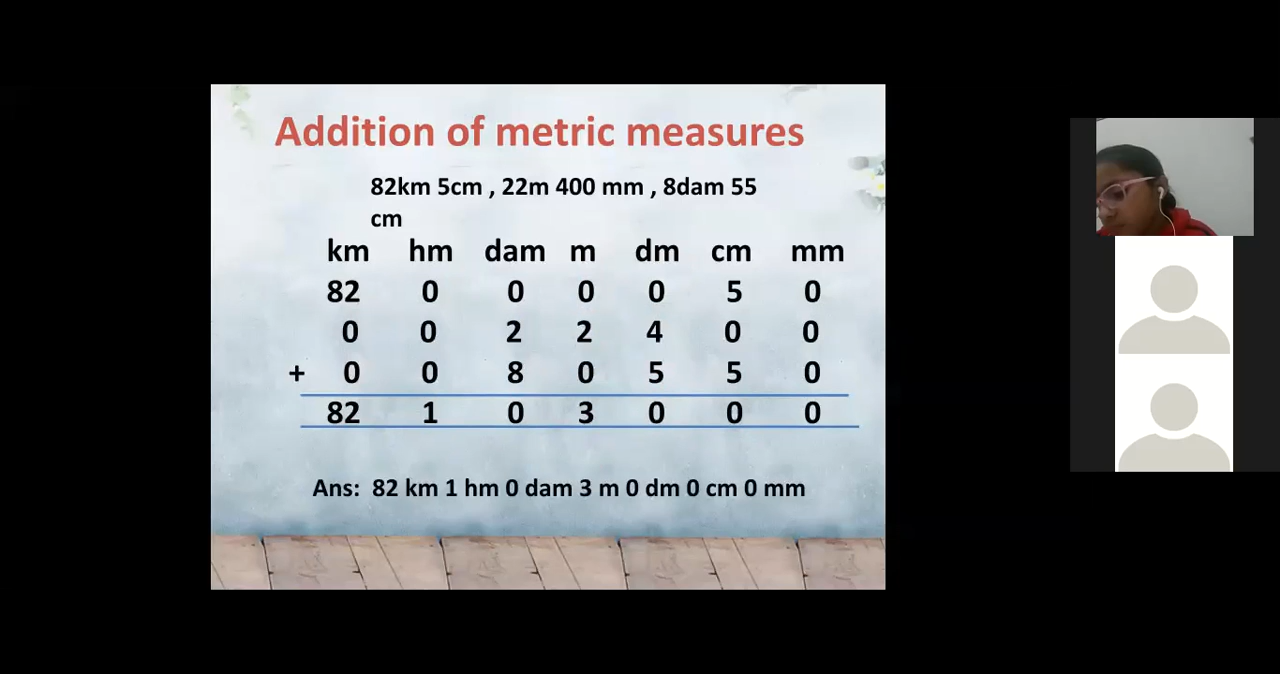 Addition of metric measures
82km 5cm , 22m 400 mm , 8dam 55
cm
km hm dam m dm cm mm
82 0 0 0 0 5 0
0 0 2 2 4 0 0
+ 0 0 8 0 5 5 0
82 1 0 3 0 0 0
Ans: 82 km 1 hm 0 dam 3 m 0 dm 0 cm 0 mm